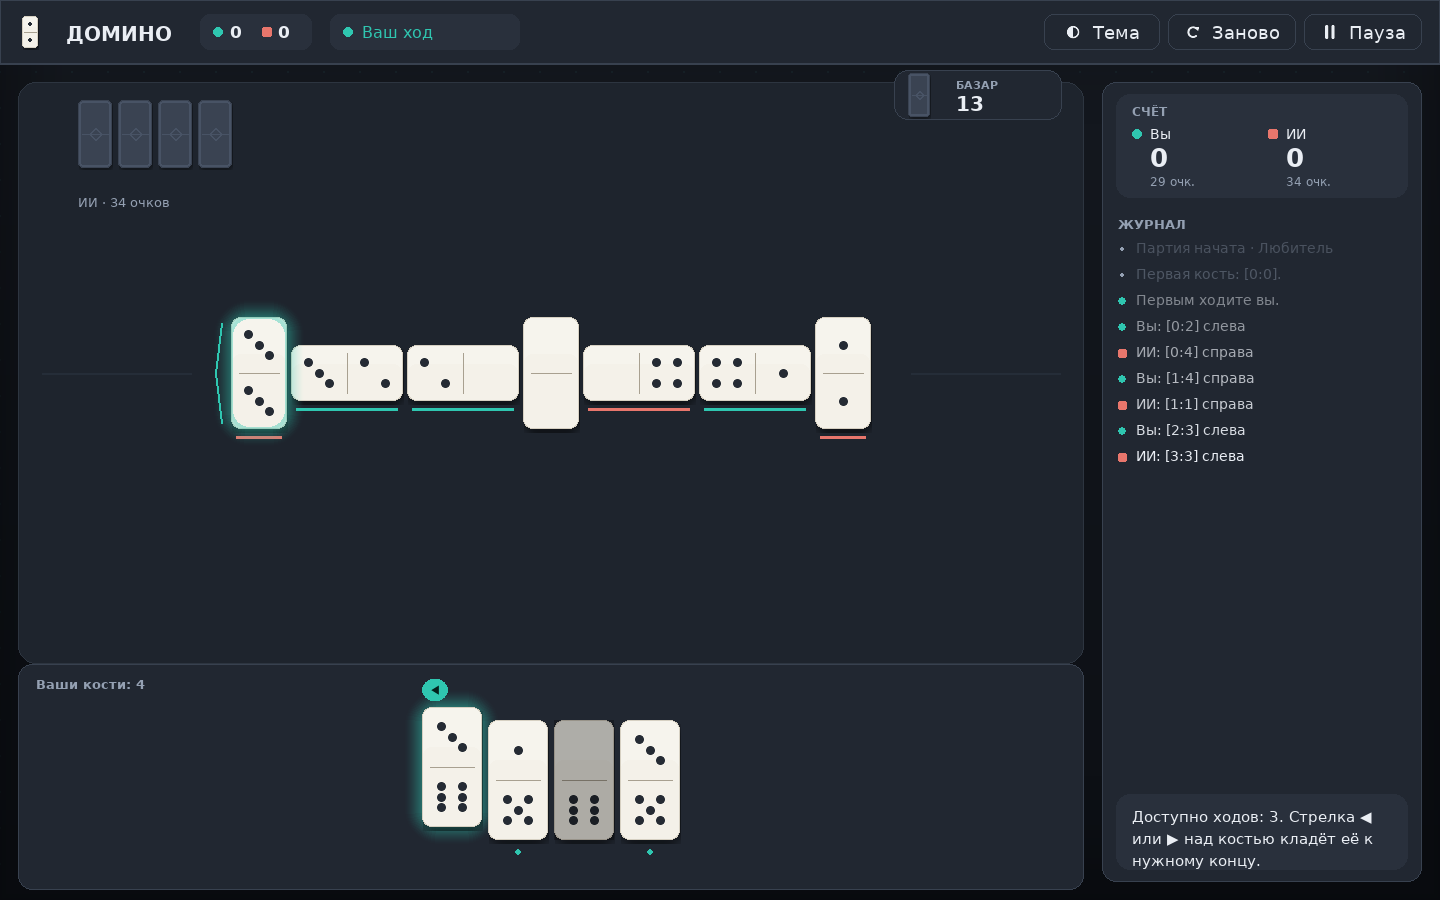 ДОМИНО
0 0
Ваш ход
Тема
Заново
Пауза
БАЗАР
13
ИИ · 34 очков
СЧЁТ
Вы ИИ
0 0
29 очк. 34 очк.
ЖУРНАЛ
Партия начата · Любитель
Первая кость: [0:0].
Первым ходите вы.
Вы: [0:2] слева
ИИ: [0:4] справа
Вы: [1:4] справа
ИИ: [1:1] справа
Вы: [2:3] слева
ИИ: [3:3] слева
Ваши кости: 4
Доступно ходов: 3. Стрелка ◀
или ▶ над костью кладёт её к
нужному концу.